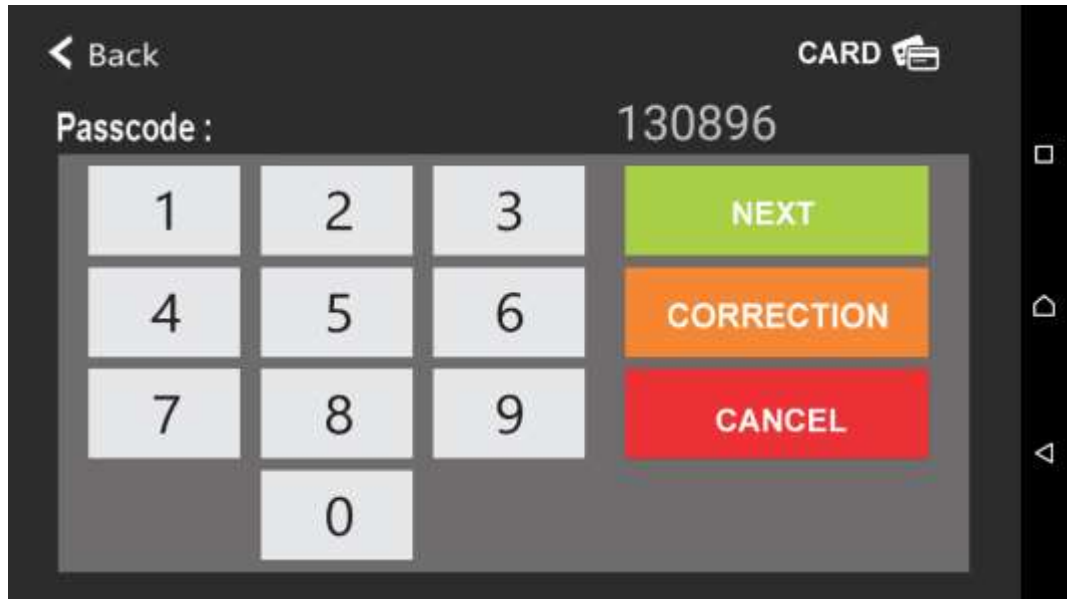 Back
CARD
Passcode : 130896
1 2 3 NEXT
4 5 6 CORRECTION
7 8 9 CANCEL
0